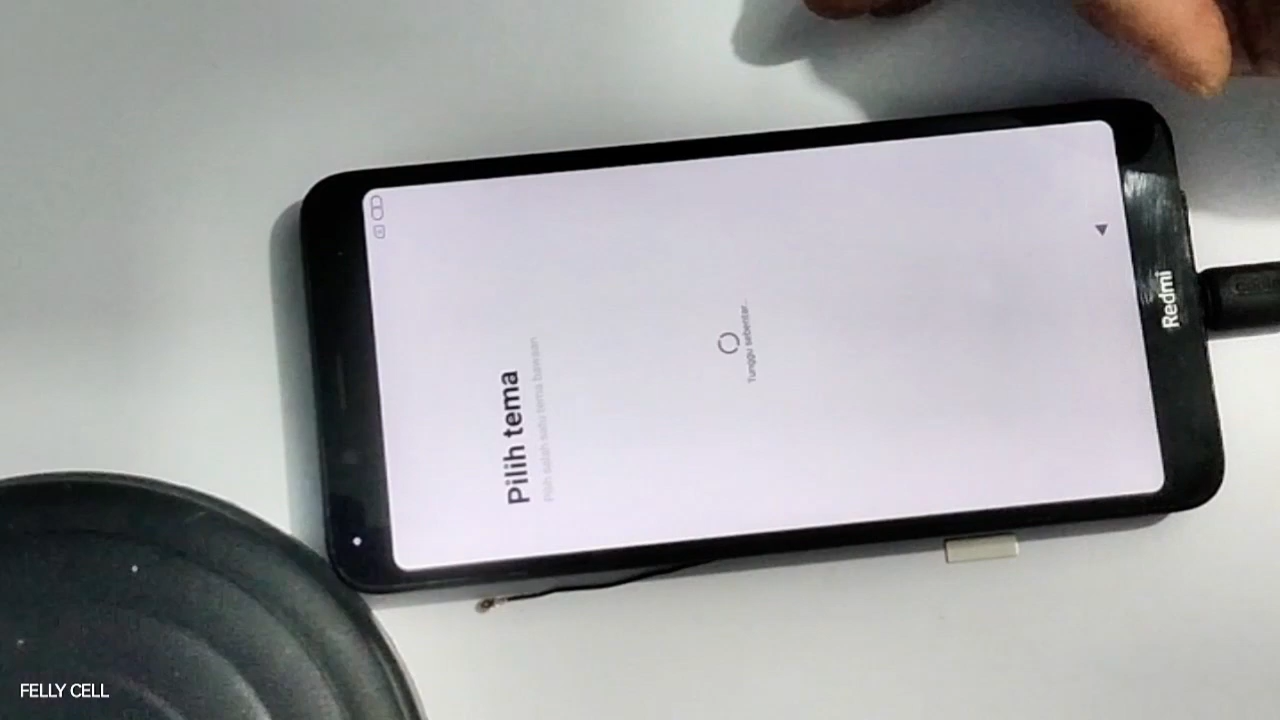 Pilih tema
Pilih salah satu tema bawaan
Tunggu sebentar..
Redmi
FELLY CELL